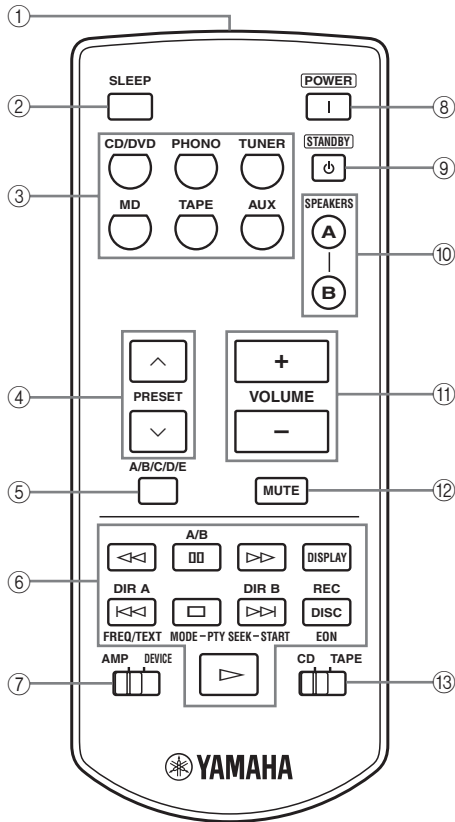 ①
SLEEP
POWER
②
⑧
CD/DVD PHONO TUNER
STANDBY
③
⑨
MD TAPE AUX
SPEAKERS
A
⑩
B
+
④
PRESET
VOLUME
⑪
−
A/B/C/D/E
⑤
MUTE
⑫
A/B
⑥
DISPLAY
DIR A DIR B REC
DISC
FREQ/TEXT MODE–PTY SEEK–START EON
AMP DEVICE
CD TAPE
⑦
⑬
YAMAHA